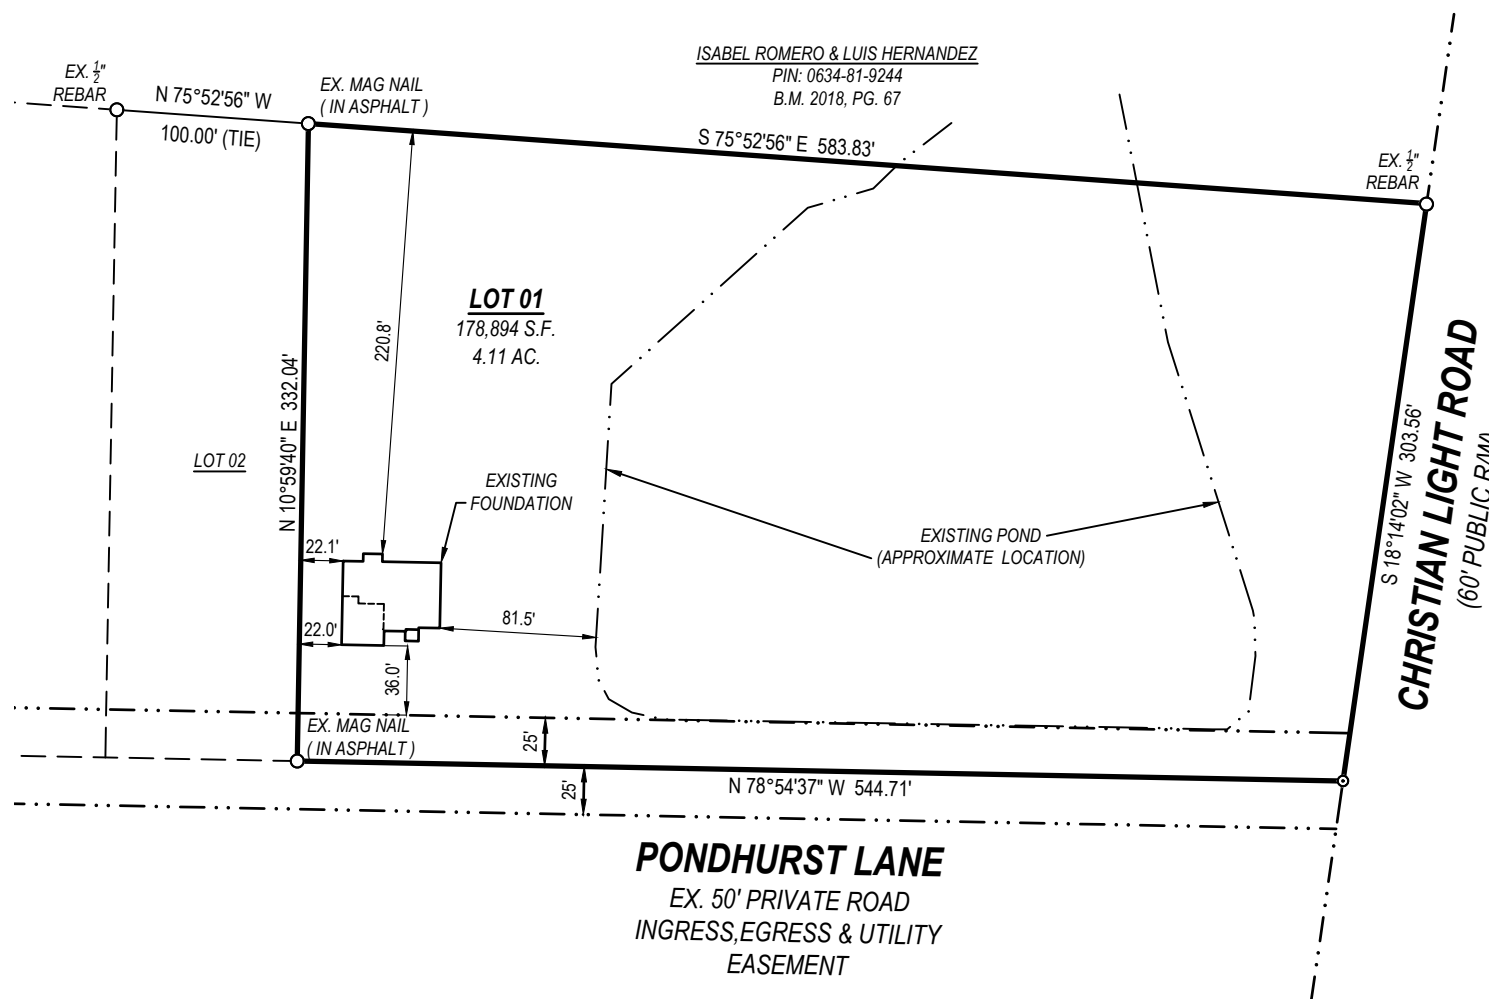 ISABEL ROMERO & LUIS HERNANDEZ
PIN: 0634-81-9244
B.M. 2018, PG. 67
EX. ½"
REBAR
N 75°52'56" W
100.00' (TIE)
EX. MAG NAIL
( IN ASPHALT )
S 75°52'56" E 583.83'
EX. ½"
REBAR
LOT 01
178,894 S.F.
4.11 AC.
220.8'
N 10°59'40" E 332.04'
LOT 02
EXISTING
FOUNDATION
EXISTING POND
(APPROXIMATE LOCATION)
S 18°14'02" W 303.56'
CHRISTIAN LIGHT ROAD
(60' PUBLIC R/W)
22.1'
22.0'
81.5'
36.0'
EX. MAG NAIL
( IN ASPHALT )
25'
25'
N 78°54'37" W 544.71'
PONDHURST LANE
EX. 50' PRIVATE ROAD
INGRESS,EGRESS & UTILITY
EASEMENT